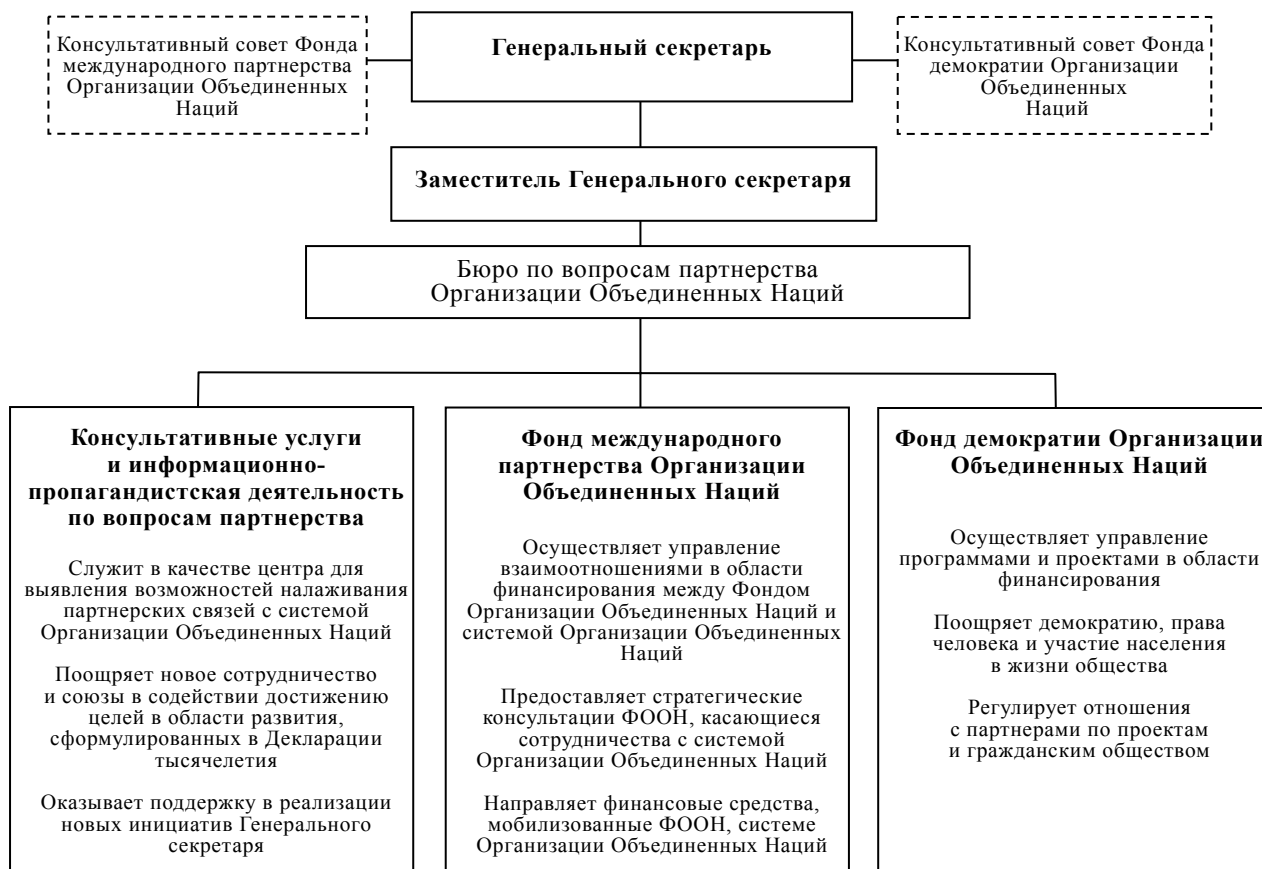 Консультативный совет Фонда
международного партнерства
Организации Объединенных
Наций
Генеральный секретарь
Консультативный совет Фонда
демократии Организации
Объединенных
Наций
Заместитель Генерального секретаря
Бюро по вопросам партнерства
Организации Объединенных Наций
Консультативные услуги
и информационно-
пропагандистская деятельность
по вопросам партнерства
Служит в качестве центра для
выявления возможностей налаживания
партнерских связей с системой
Организации Объединенных Наций
Поощряет новое сотрудничество
и союзы в содействии достижению
целей в области развития,
сформулированных в Декларации
тысячелетия
Оказывает поддержку в реализации
новых инициатив Генерального
секретаря
Фонд международного
партнерства Организации
Объединенных Наций
Осуществляет управление
взаимоотношениями в области
финансирования между Фондом
Организации Объединенных Наций и
системой Организации Объединенных
Наций
Предоставляет стратегические
консультации ФООН, касающиеся
сотрудничества с системой
Организации Объединенных Наций
Направляет финансовые средства,
мобилизованные ФООН, системе
Организации Объединенных Наций
Фонд демократии Организации
Объединенных Наций
Осуществляет управление
программами и проектами в области
финансирования
Поощряет демократию, права
человека и участие населения
в жизни общества
Регулирует отношения
с партнерами по проектам
и гражданским обществом